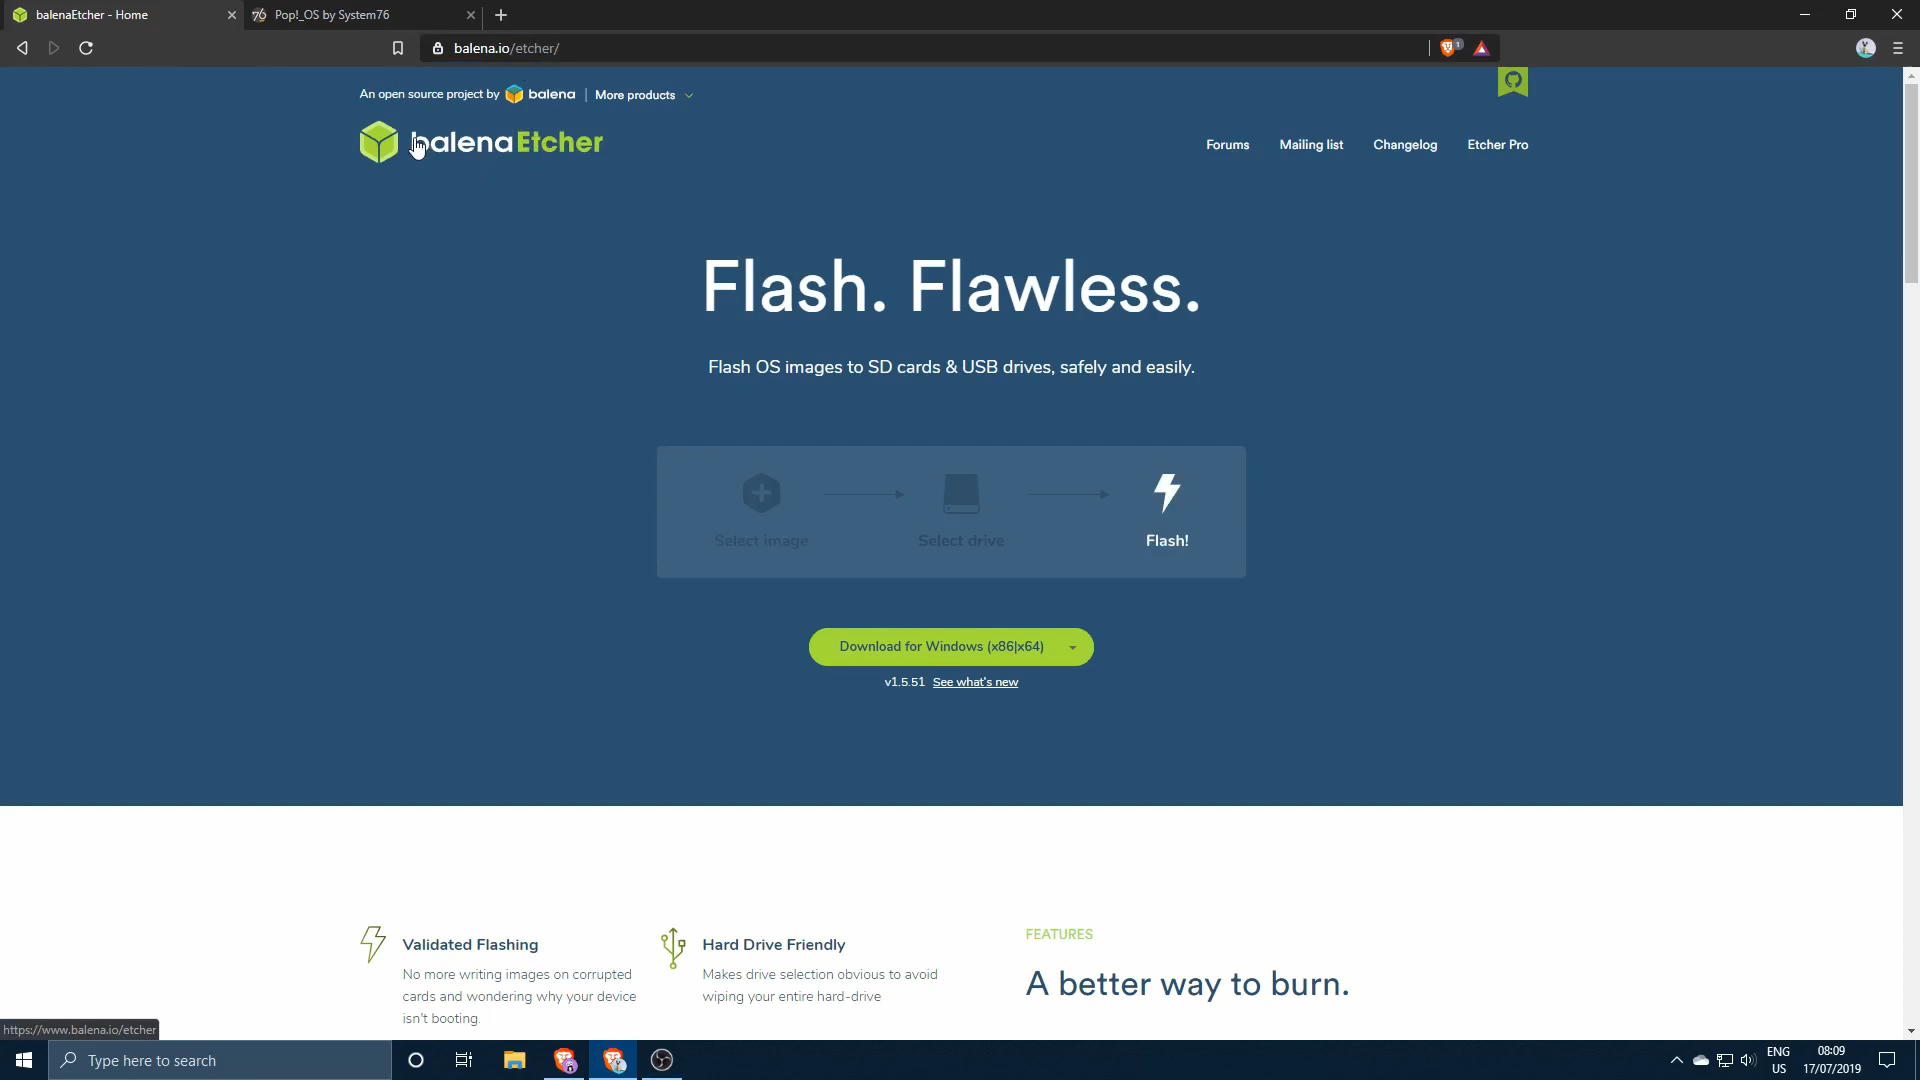 balenaEtcher - Home
Pop!_OS by System76
balena.io/etcher/
1
An open source project by balena | More products
balenaEtcher
Forums
Mailing list
Changelog
Etcher Pro
Flash. Flawless.
Flash OS images to SD cards & USB drives, safely and easily.
Select image
Select drive
Flash!
Download for Windows (x86|x64)
v1.5.51 See what's new
Validated Flashing
No more writing images on corrupted
cards and wondering why your device
isn't booting.
Hard Drive Friendly
Makes drive selection obvious to avoid
wiping your entire hard-drive
FEATURES
A better way to burn.
https://www.balena.io/etcher
Type here to search
ENG
US
08:09
17/07/2019